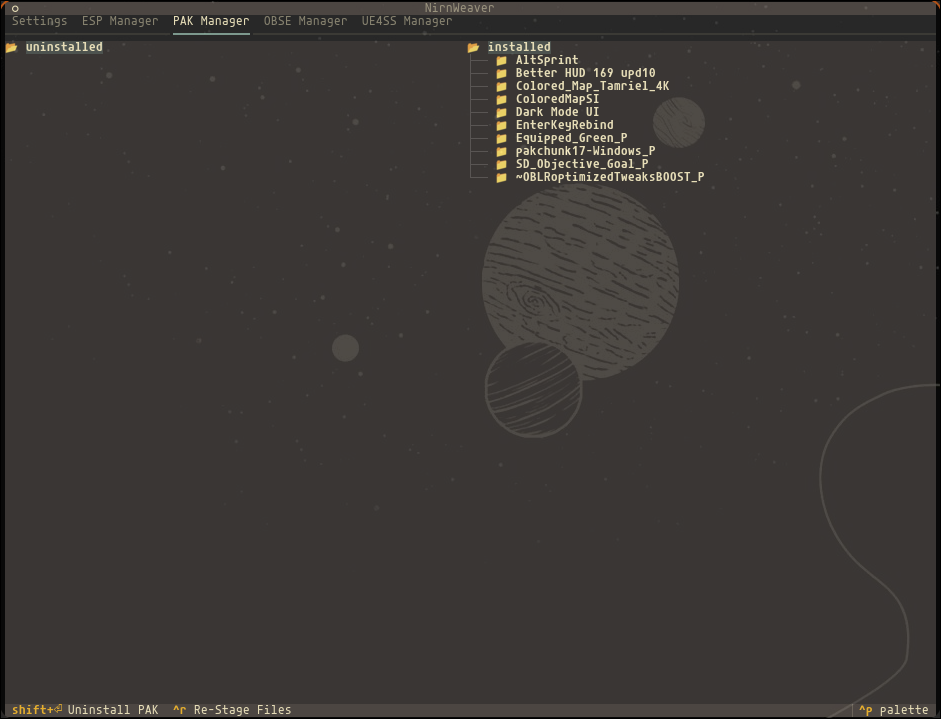 NirnWeaver
Settings ESP Manager PAK Manager OBSE Manager UE4SS Manager
uninstalled
installed
AltSprint
Better HUD 169 upd10
Colored_Map_Tamriel_4K
ColoredMapSI
Dark Mode UI
EnterKeyRebind
Equipped_Green_P
pakchunk17-Windows_P
SD_Objective_Goal_P
~OBLRoptimizedTweaksBOOST_P
shift+⏎ Uninstall PAK ^r Re-Stage Files ^p palette